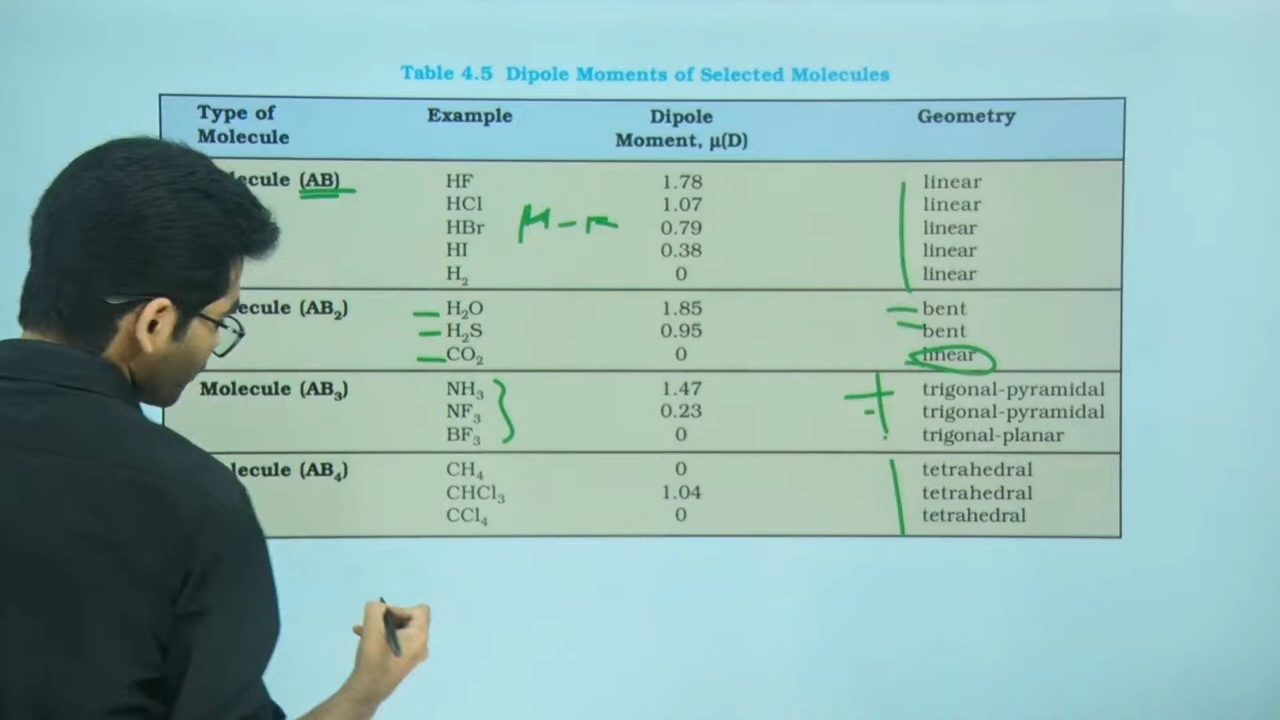 Table 4.5 Dipole Moments of Selected Molecules
Type of Molecule Example Dipole Moment, μ(D) Geometry
ecule (AB) HF 1.78 linear
HCl 1.07 linear
HBr 0.79 linear
HI 0.38 linear
H₂ 0 linear
ecule (AB₂) H₂O 1.85 bent
H₂S 0.95 bent
CO₂ 0 linear
Molecule (AB₃) NH₃ 1.47 trigonal-pyramidal
NF₃ 0.23 trigonal-pyramidal
BF₃ 0 trigonal-planar
lecule (AB₄) CH₄ 0 tetrahedral
CHCl₃ 1.04 tetrahedral
CCl₄ 0 tetrahedral